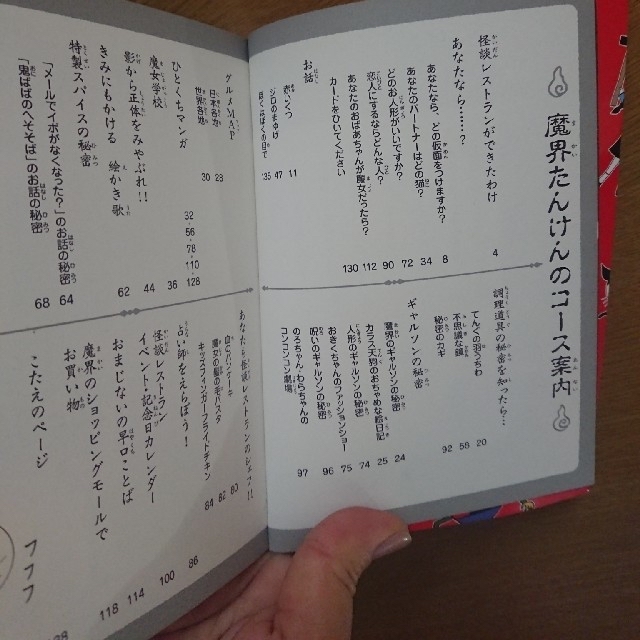 魔界たんけんのコース案内
怪談レストランができたわけ 4
あなたなら……？
あなたなら、どの仮面をつけますか？ 8
あなたのパートナーはどの猫？ 34
どのお人形がいいですか？ 72
恋人にするならどんな人？ 90
あなたのおばあちゃんが魔女だったら？ 112
カードをひいてください 130
お話
赤いくつ 11
ジロのまゆげ 47
135
調理道具の秘密を知ったら…
てんぐの羽うちわ 20
不思議な鏡 58
秘密のカギ 92
ギャルソンの秘密
魔界のギャルソンの秘密 24
カラス天狗のおちゃめな絵日記 25
人形のギャルソンの秘密 74
おきくちゃんのファッションショー 75
呪いのギャルソンの秘密 96
のろちゃん・わらちゃんの
コンコンコン劇場 97
グルメMAP
日本各地 28
世界各地 30
ひとくちマンガ 32・56・78・110・128
魔女学校 36
影から正体をみやぶれ!! 44
きみにもかける 絵かき歌 62
特製スパイスの秘密
「メールでイボがなくなった？」のお話の秘密 64
「鬼ばばのへそそば」のお話の秘密 68
あなたも怪談レストランのシェフ!!
80
魔女の髪の毛パスタ 82
キッスフィンガーフライドチキン 84
占い師をえらぼう！ 86
怪談レストラン
イベント・記念日カレンダー 100
おまじないの早口ことば 114
魔界のショッピングモールで
お買い物 118
こたえのページ
フフフ